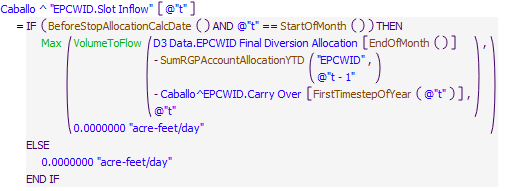 Caballo ^ "EPCWID.Slot Inflow" [ @"t" ]
= IF ( BeforeStopAllocationCalcDate ( ) AND @"t" == StartOfMonth ( ) ) THEN
Max ( VolumeToFlow ( D3 Data.EPCWID Final Diversion Allocation [ EndOfMonth ( ) ] ,
- SumRGPAccountAllocationYTD ( "EPCWID" ,
@"t - 1" )
- Caballo^EPCWID.Carry Over [ FirstTimestepOfYear ( @"t" ) ] ,
@"t" )
0.0000000 "acre-feet/day" )
ELSE
0.0000000 "acre-feet/day"
END IF